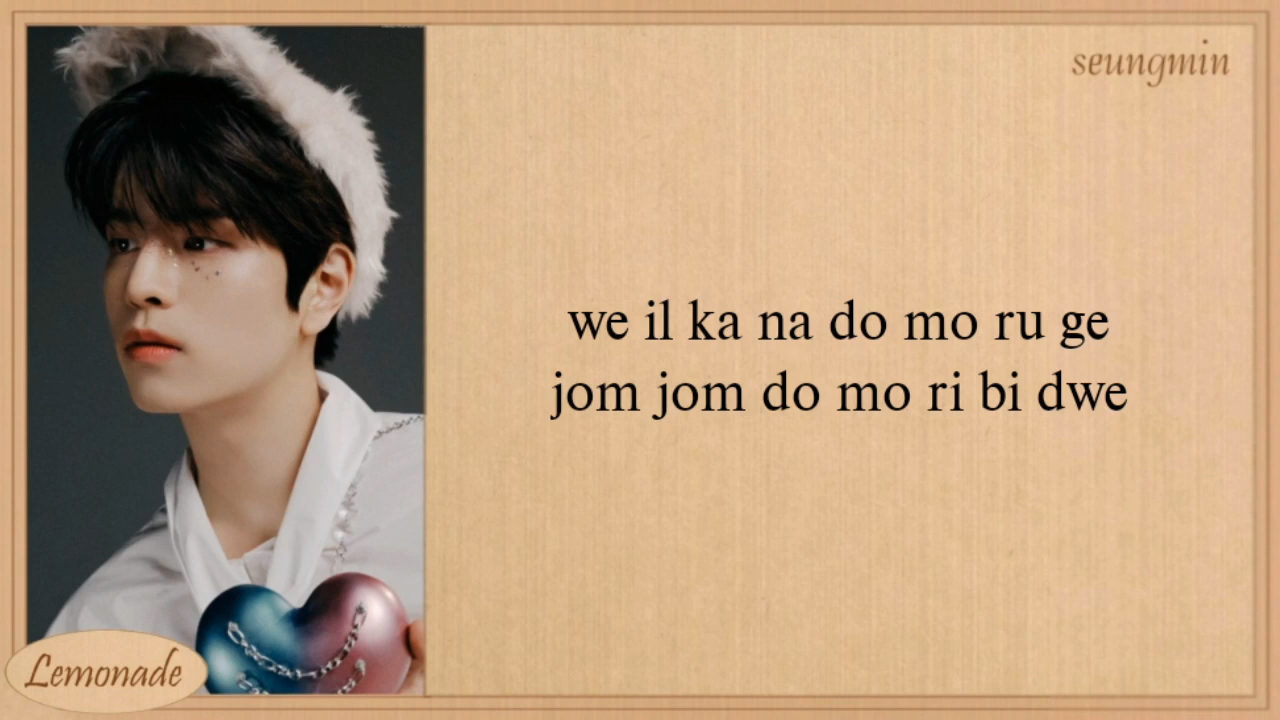 seungmin
we il ka na do mo ru ge
jom jom do mo ri bi dwe
Lemonade